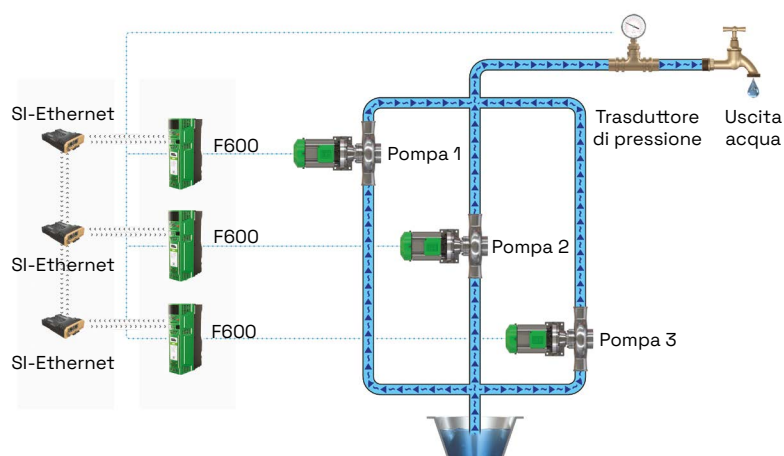 SI-Ethernet
F600
Pompa 1
Trasduttore
di pressione
Uscita
acqua
SI-Ethernet
F600
Pompa 2
SI-Ethernet
F600
Pompa 3